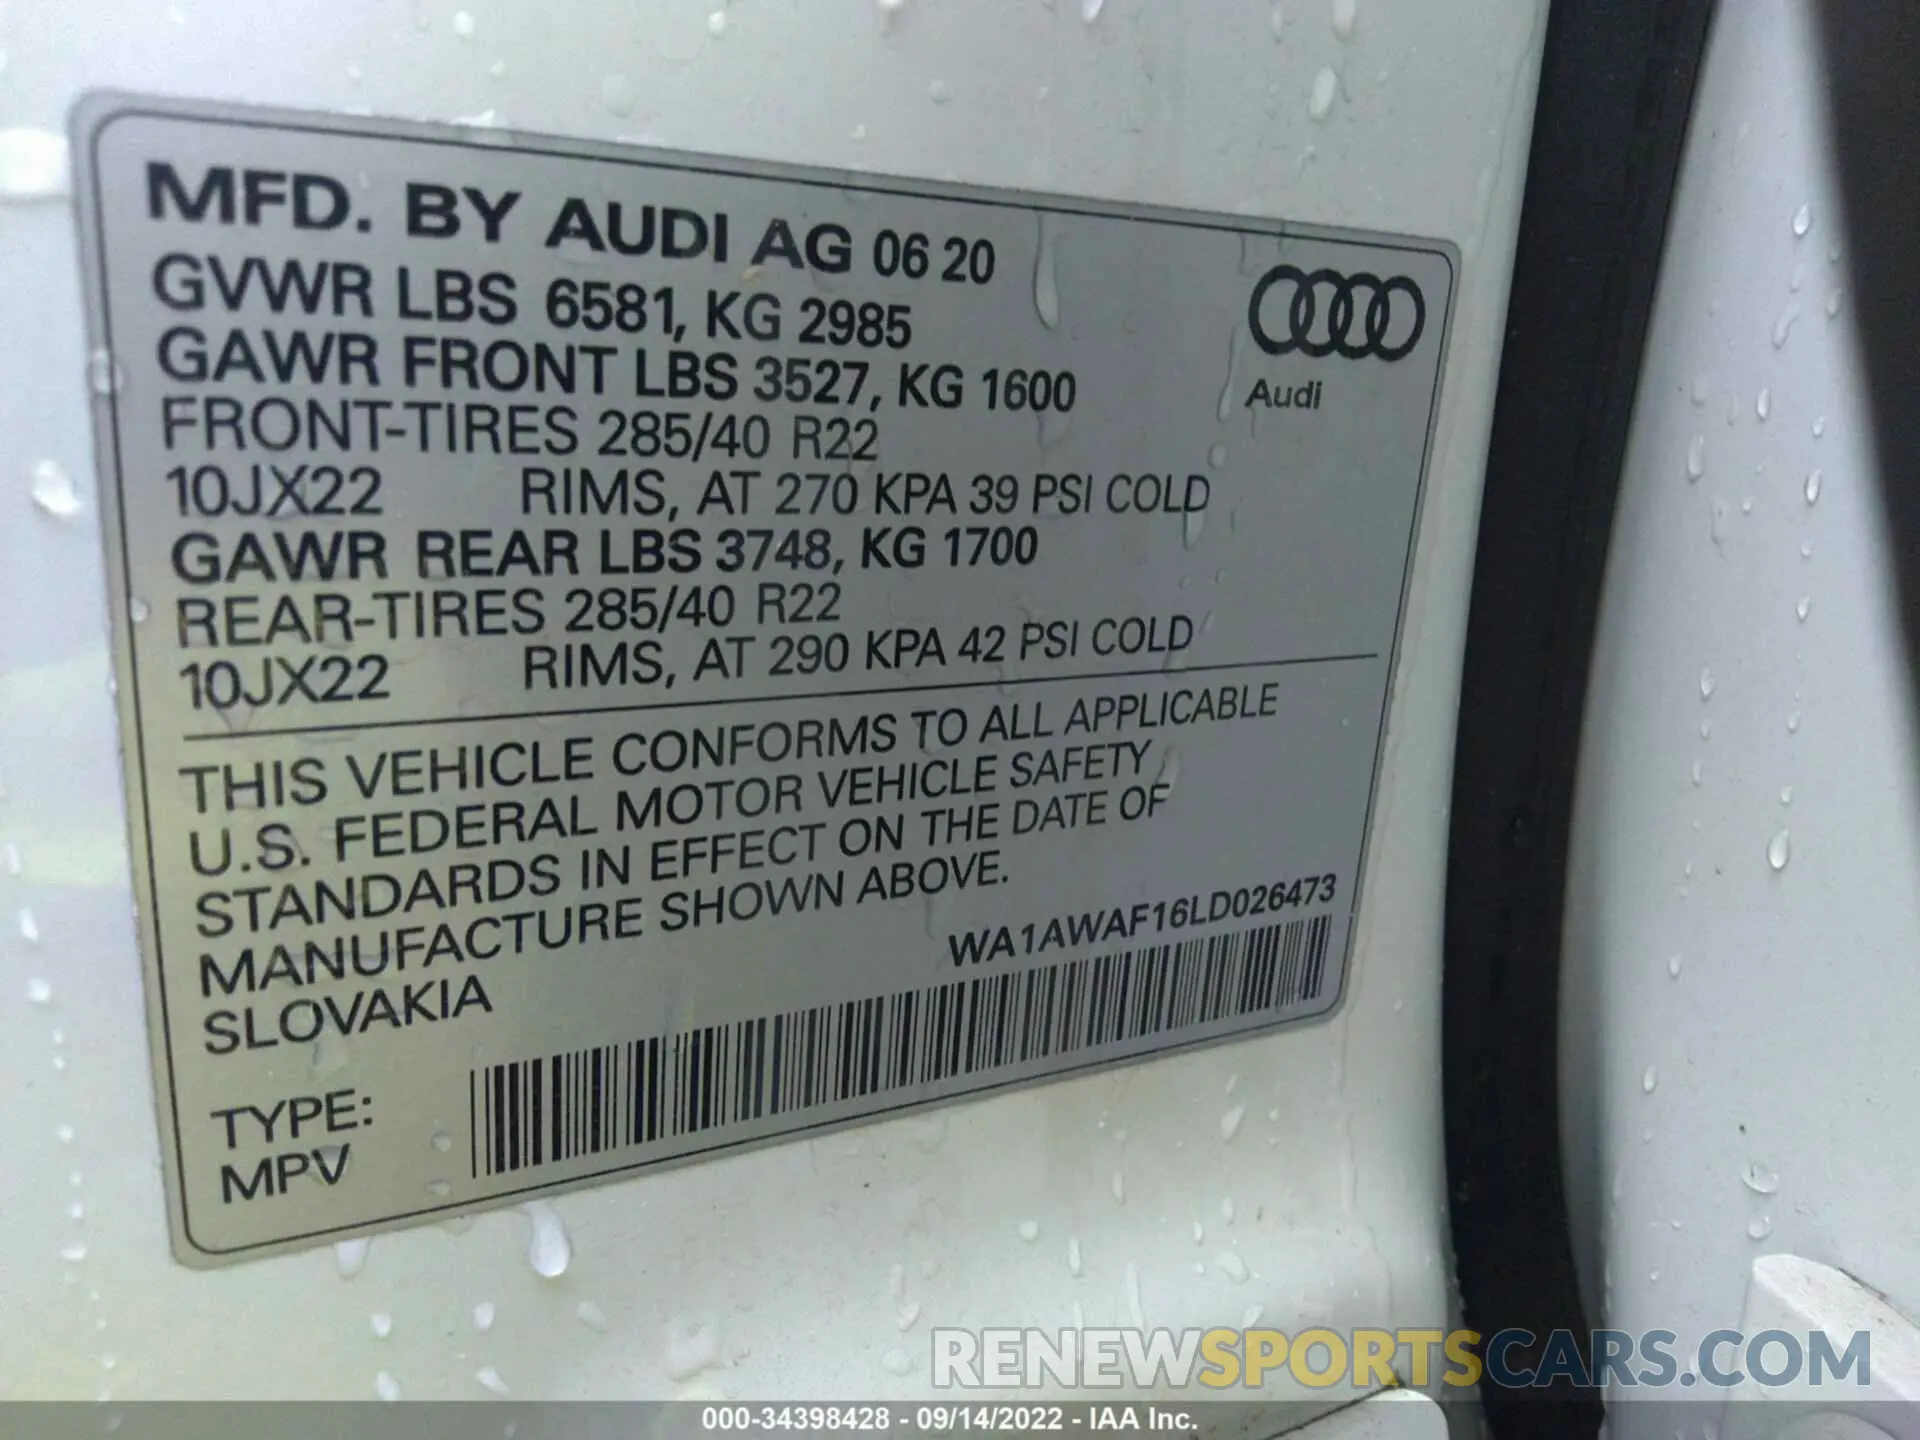 MFD. BY AUDI AG 06 20
GVWR LBS 6581, KG 2985
GAWR FRONT LBS 3527, KG 1600
FRONT-TIRES 285/40 R22
10JX22 RIMS, AT 270 KPA 39 PSI COLD
GAWR REAR LBS 3748, KG 1700
REAR-TIRES 285/40 R22
10JX22 RIMS, AT 290 KPA 42 PSI COLD
Audi
THIS VEHICLE CONFORMS TO ALL APPLICABLE
U.S. FEDERAL MOTOR VEHICLE SAFETY
STANDARDS IN EFFECT ON THE DATE OF
MANUFACTURE SHOWN ABOVE.
SLOVAKIA
WA1AWAF16LD026473
TYPE:
MPV
RENEWSPORTSCARS.COM
000-34398428 - 09/14/2022 - IAA Inc.